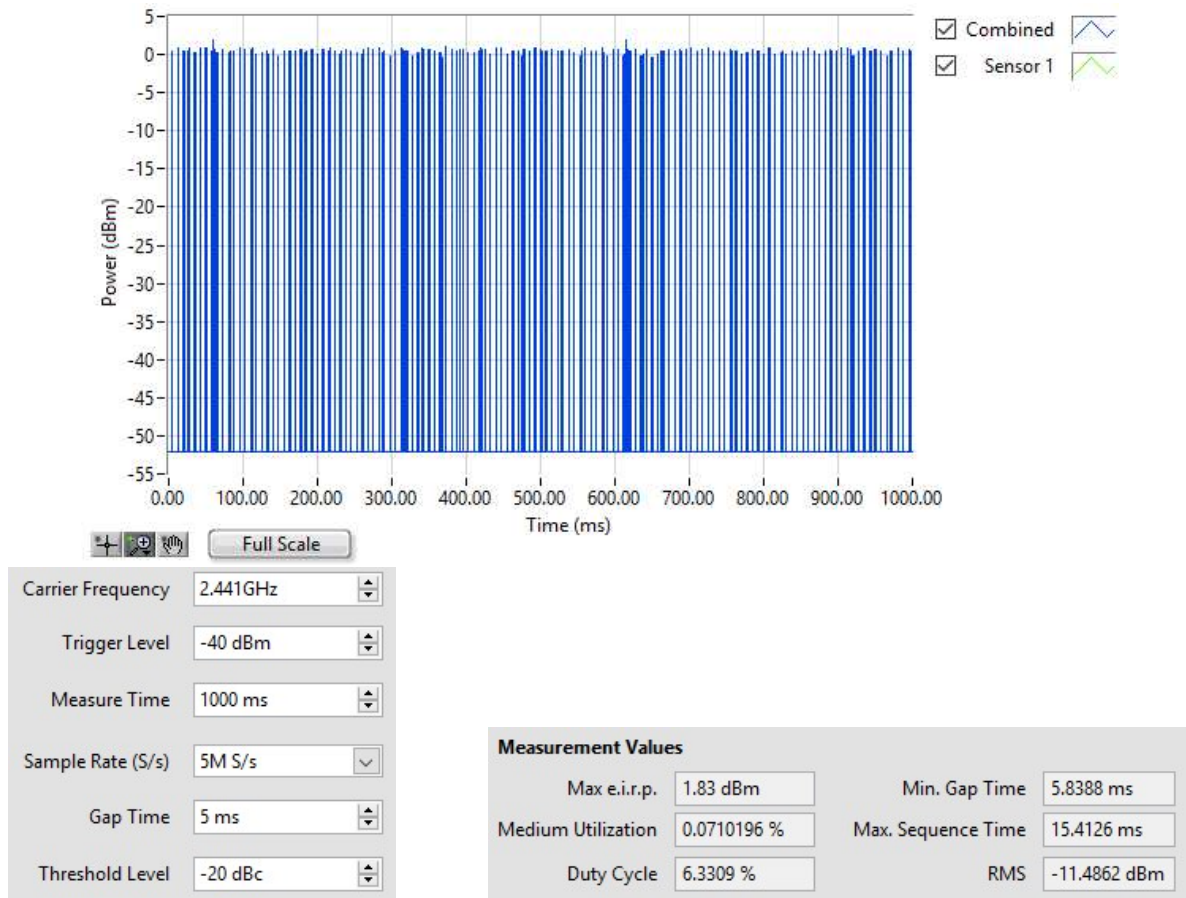 5
0
-5
-10
-15
-20
-25
-30
-35
-40
-45
-50
-55
Power (dBm)
0.00 100.00 200.00 300.00 400.00 500.00 600.00 700.00 800.00 900.00 1000.00
Time (ms)
Combined
Sensor 1
Full Scale
Carrier Frequency 2.441GHz
Trigger Level -40 dBm
Measure Time 1000 ms
Sample Rate (S/s) 5M S/s
Gap Time 5 ms
Threshold Level -20 dBc
Measurement Values
Max e.i.r.p. 1.83 dBm Min. Gap Time 5.8388 ms
Medium Utilization 0.0710196 % Max. Sequence Time 15.4126 ms
Duty Cycle 6.3309 % RMS -11.4862 dBm